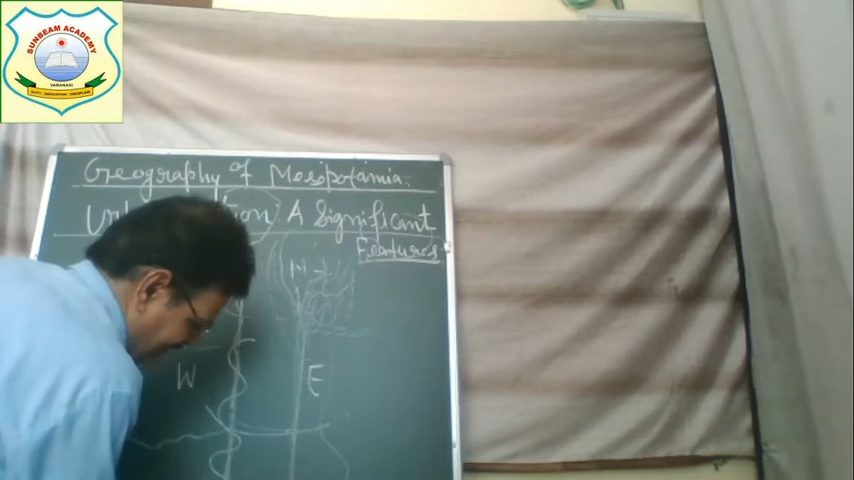 SUNBEAM ACADEMY
VARANASI
Geography of Mesopotamia.
A Significant
Features
N
W
E